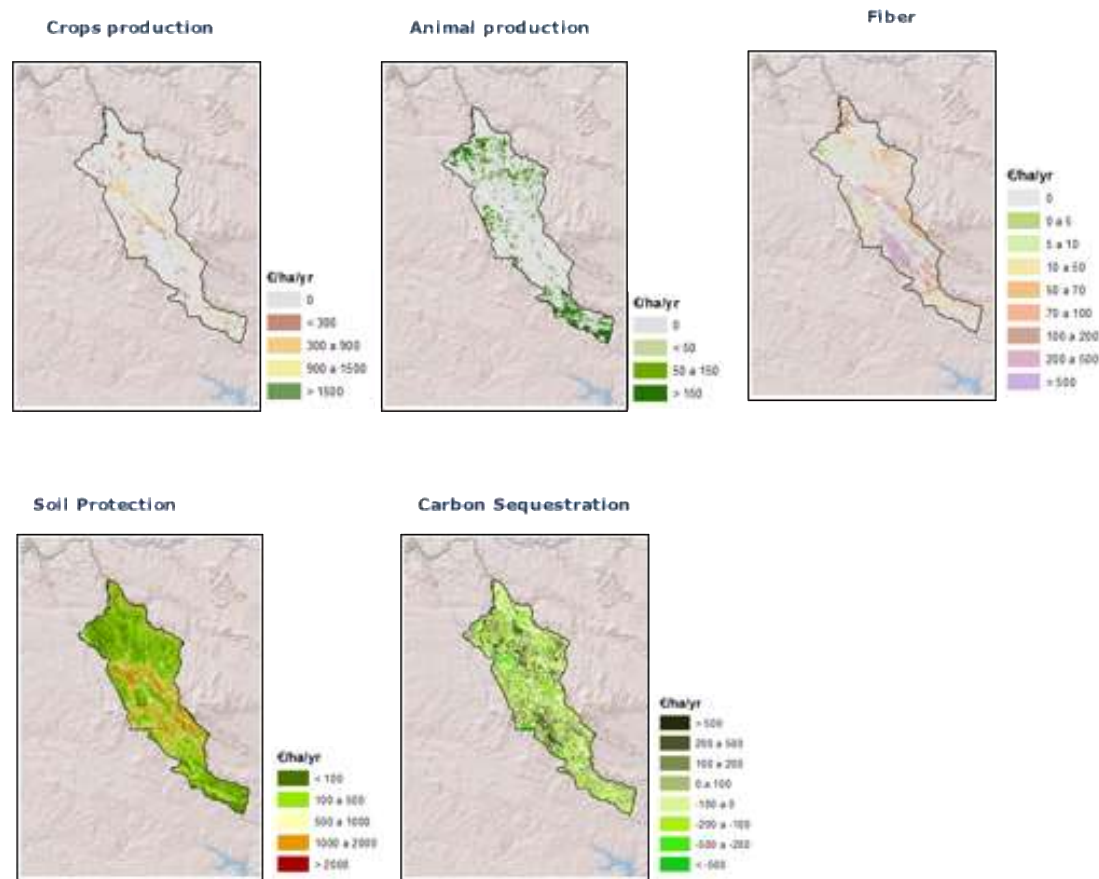 Crops production
Animal production
Fiber
€/ha/yr
0
< 300
300 a 900
900 a 1500
> 1500
€/ha/yr
0
< 50
50 a 150
> 150
€/ha/yr
0
0 a 5
5 a 10
10 a 50
50 a 70
70 a 100
100 a 200
200 a 500
> 500
Soil Protection
Carbon Sequestration
€/ha/yr
< 100
100 a 500
500 a 1000
1000 a 2000
> 2000
€/ha/yr
> 500
200 a 500
100 a 200
0 a 100
-100 a 0
-200 a -100
-500 a -200
< -500